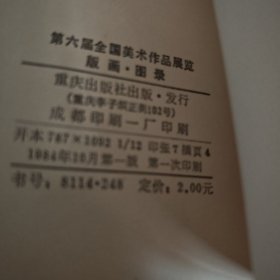 第六届全国美术作品展览
版画·图录
重庆出版社出版·发行
(重庆李子坝正街102号)
成都印刷一厂印刷
开本787×1092 1/12 印张7 插页4
1984年10月第一版 第一次印刷
书号:8114·248 定价:2.00元